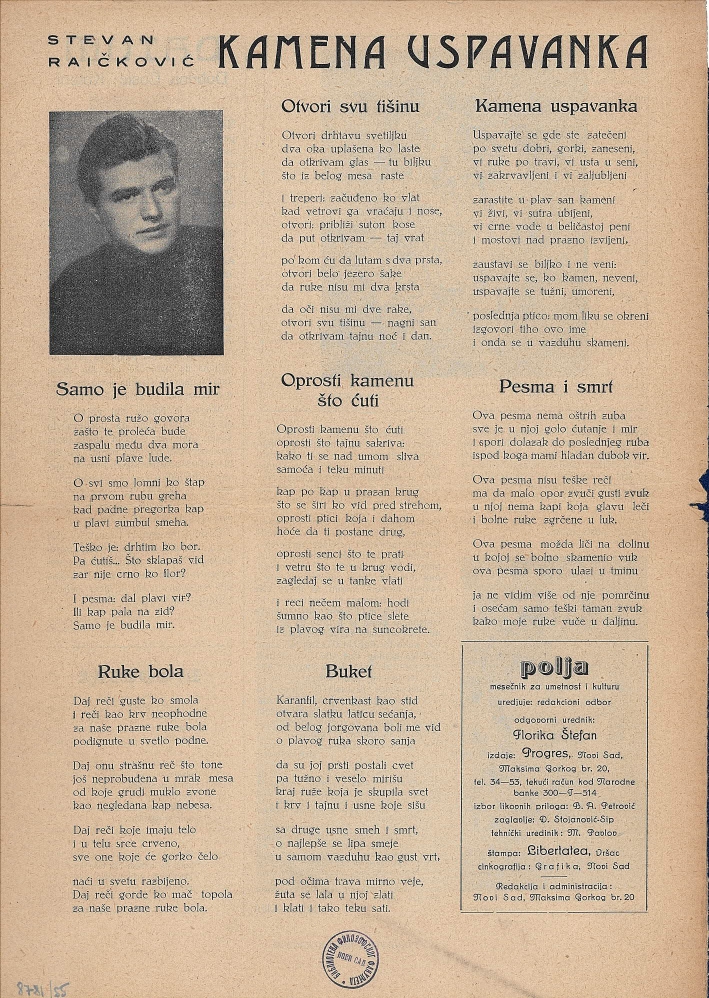 STEVAN
RAIČKOVIĆ
KAMENA USPAVANKA
Samo je budila mir
O prosta ružo govora
zašto te proleća bude
zaspalu među dva mora
na usni plave lude.
O svi smo lomni ko štap
na prvom rubu greha
kad padne pregorka kap
u plavi zumbul smeha.
Teško je: drhtim ko bor.
Pa ćutiš... Što sklapaš vid
zar nije crno ko flor?
I pesma: dal plavi vir?
Ili kap pala na zid?
Samo je budila mir.
Ruke bola
Daj reči guste ko smola
i reči kao krv neophodne
za naše prazne ruke bola
podignute u svetlo podne.
Daj onu strašnu reč što tone
još neprobuđena u mrak mesa
od koje grudi muklo zvone
kao negledana kap nebesa.
Daj reči koje imaju telo
i u telu srce crveno,
sve one koje će gorko čelo
naći u svetu razbijeno.
Daj reči gorde ko mač topola
za naše prazne ruke bola.
Otvori svu tišinu
Otvori drhtavu svetiljku
dva oka uplašena ko laste
da otkrivam glas — tu biljku
što iz belog mesa raste
i treperi: začuđeno ko vlat
kad vetrovi ga vraćaju i nose,
otvori: približi suton kose
da put otkrivam — taj vrat
po kom ću da lutam s dva prsta,
otvori belo jezero šake
da ruke nisu mi dva krsta
da oči nisu mi dve rake,
otvori svu tišinu — nagni san
da otkrivam tajnu noć i dan.
Oprosti kamenu
što ćuti
Oprosti kamenu što ćuti
oprosti što tajnu sakriva:
kako ti se nad umom sliva
samoća i teku minuti
kap po kap u prazan krug
što se širi ko vid pred strehom,
oprosti ptici koja i dahom
hoće da ti postane drug,
oprosti senci što te prati
i vetru što te u krug vodi,
zagledaj se u tanke vlati
i reci nečem malom: hodi
šumno kao što ptice slete
iz plavog vira na suncokrete.
Buket
Karanfil, crvenkast kao stid
otvara slatku laticu sećanja,
od belog jorgovana boli me vid
o plavog ruka skoro sanja
da su joj prsti postali cvet
pa tužno i veselo mirišu
kraj ruže koja je skupila svet
i krv i tajnu i usne koje sišu
sa druge usne smeh i smrt,
o najlepše se lipa smeje
u samom vazduhu kao gust vrt,
pod očima trava mirno veje,
žuta se lala u njoj zlati
i klati i tako teku sati.
Kamena uspavanka
Uspavajte se gde ste zatečeni
po svetu dobri, gorki, zaneseni,
vi ruke po travi, vi usta u seni,
vi zakrvavljeni i vi zaljubljeni
zarastite u plav san kameni
vi živi, vi sutra ubijeni,
vi crne vode u beličastoj peni
i mostovi nad prazno izvijeni,
zaustavi se biljko i ne veni:
uspavajte se, ko kamen, neveni,
uspavajte se tužni, umoreni.
poslednja ptico: mom liku se okreni
izgovori tiho ovo ime
i onda se u vazduhu skameni.
Pesma i smrt
Ova pesma nema oštrih zuba
sve je u njoj golo ćutanje i mir
i spori dolazak do poslednjeg ruba
ispod koga mami hladan dubok vir.
Ova pesma nisu teške reči
ma da malo opor zvuči gusti zvuk
u njoj nema kapi koja glavu leči
i bolne ruke zgrčene u luk.
Ova pesma možda liči na dolinu
u kojoj se bolno skamenio vuk
ova pesma sporo ulazi u tminu
ja ne vidim više od nje pomrčinu
i osećam samo teški taman zvuk
kako moje ruke vuče u daljinu.
polja
mesečnik za umetnost i kulturu
uređuje: redakcioni odbor
odgovorni urednik:
Florika Štefan
izdaje: Progres, Novi Sad,
Maksima Gorkog br. 20,
tel. 34—53, tekući račun kod Narodne
banke 300—T—514
izbor likovnih priloga: B. A. Petrović
zaglavlje: D. Stojanović-Sip
tehnički urednik: M. Pavlov
štampa: Libertatea, Vršac
cinkografija: Grafika, Novi Sad
Redakcija i administracija:
Novi Sad, Maksima Gorkog br. 20
БИБЛИОТЕКА ФИЛОЗОФСКОГ ФАКУЛТЕТА
НОВИ САД
8781/55